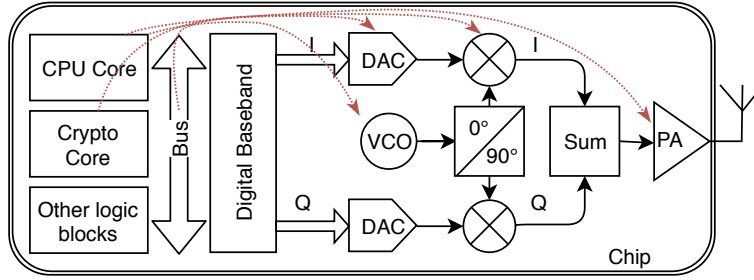 CPU Core
Crypto
Core
Other logic
blocks
Bus
Digital Baseband
I
Q
DAC
VCO
DAC
0°
90°
I
Q
Sum
PA
Chip